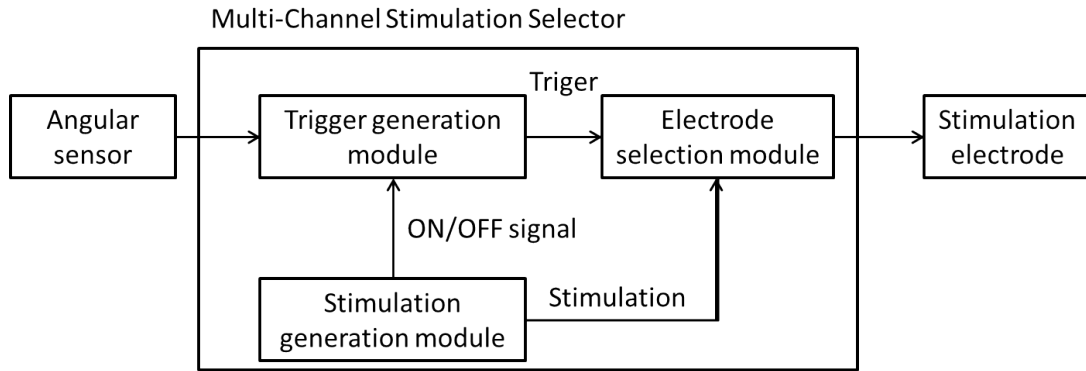 Multi-Channel Stimulation Selector
Triger
Angular
sensor
Trigger generation
module
Electrode
selection module
Stimulation
electrode
ON/OFF signal
Stimulation
generation module
Stimulation